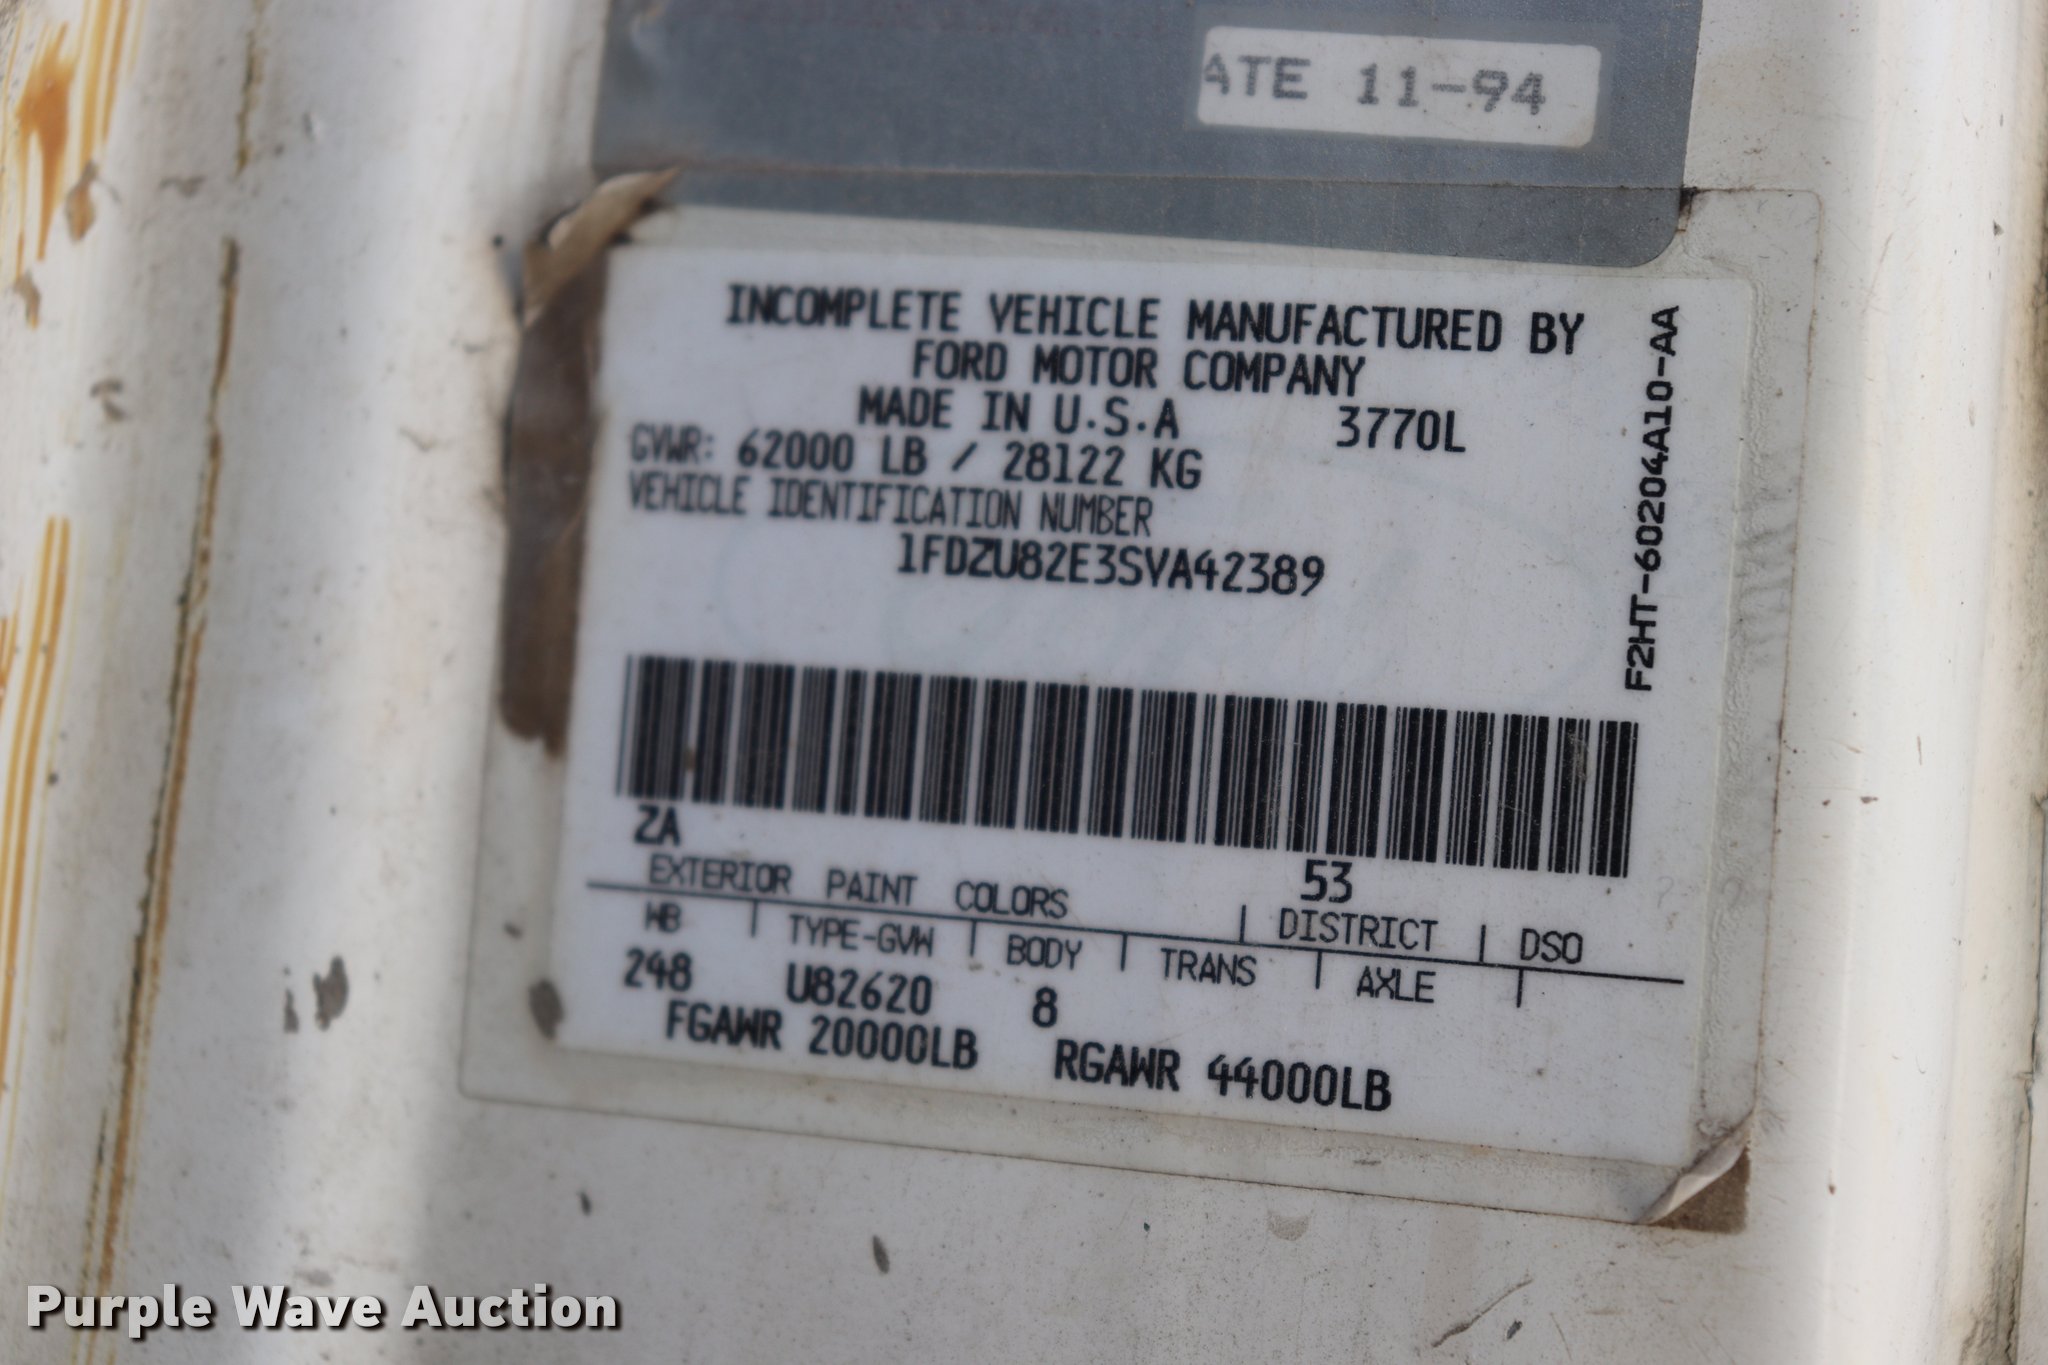 ATE 11-94
INCOMPLETE VEHICLE MANUFACTURED BY
FORD MOTOR COMPANY
MADE IN U.S.A 3770L
GVWR: 62000 LB / 28122 KG
VEHICLE IDENTIFICATION NUMBER
1FDZU82E3SVA42389
F2HT-60204A10-AA
ZA 53
EXTERIOR PAINT COLORS | DISTRICT | DSO
WB | TYPE-GVW | BODY | TRANS | AXLE |
248 U82620 8
FGAWR 20000LB RGAWR 44000LB
Purple Wave Auction